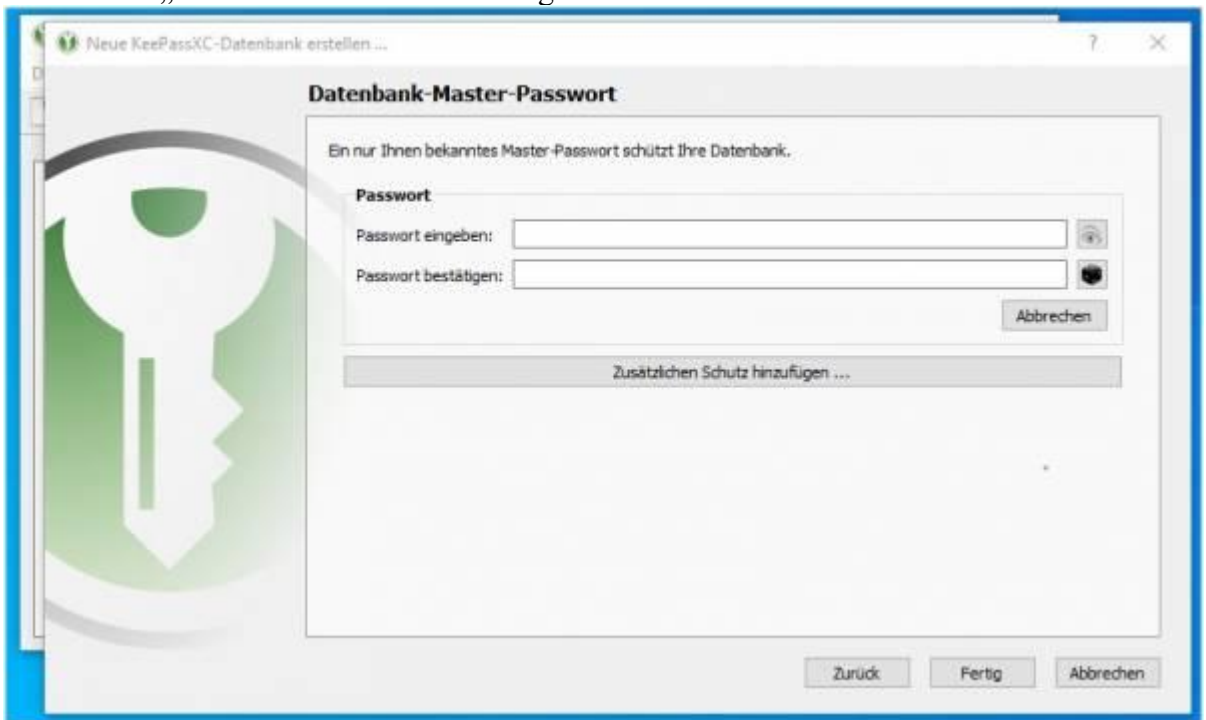 Neue KeePassXC-Datenbank erstellen ...
Datenbank-Master-Passwort
Ein nur Ihnen bekanntes Master-Passwort schützt Ihre Datenbank.
Passwort
Passwort eingeben:
Passwort bestätigen:
Abbrechen
Zusätzlichen Schutz hinzufügen ...
Zurück Fertig Abbrechen